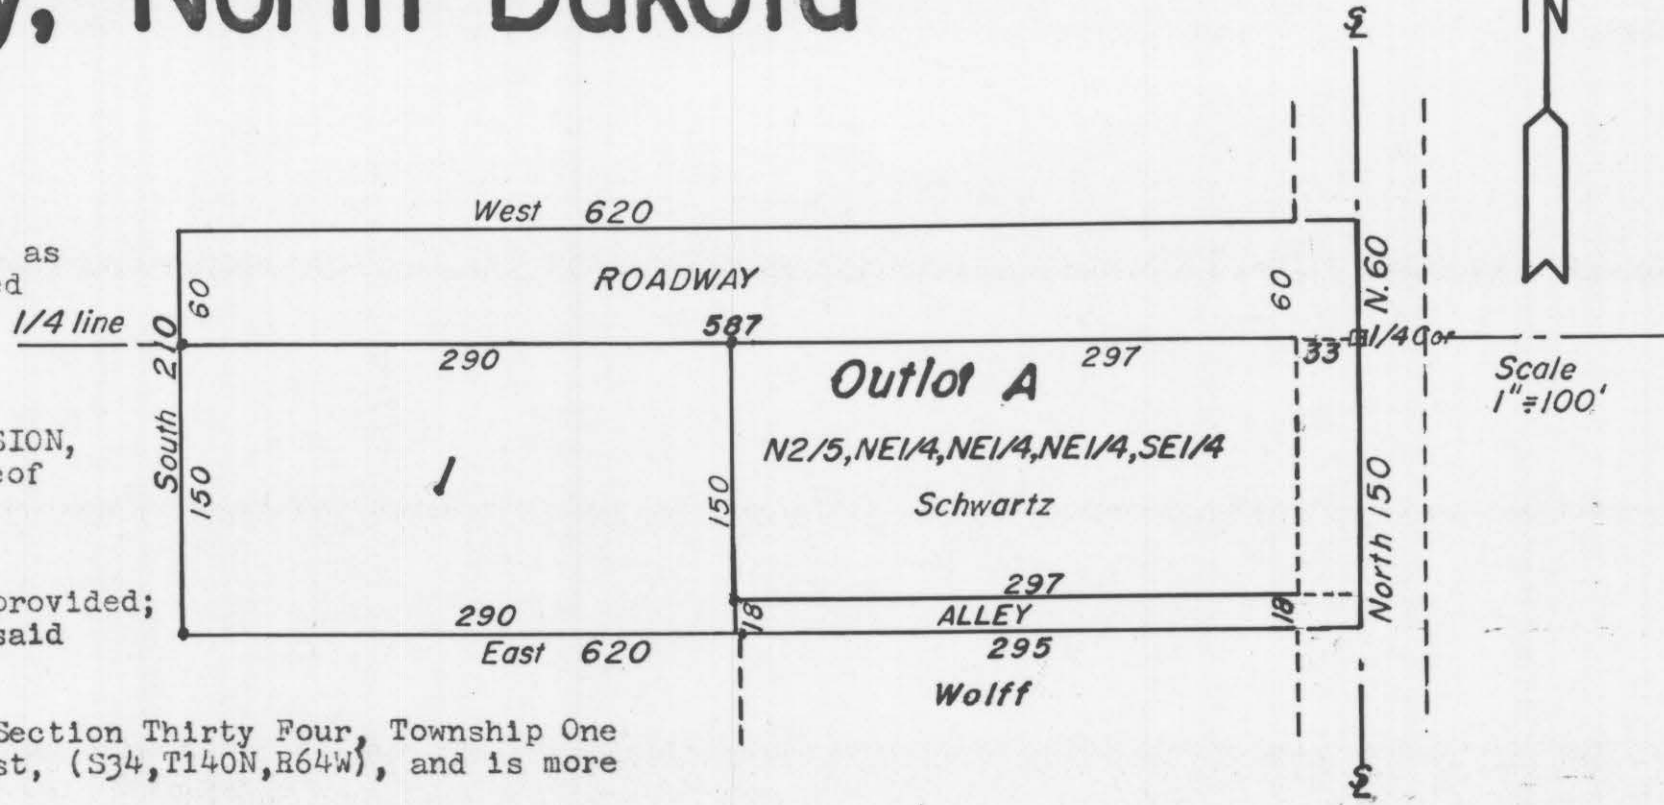 North Dakota
N
West 620
as
ROADWAY
60
60
N.60
1/4 line
587
290
297
33
1/4 Cor
South 210
Outlot A
Scale
1"=100'
SION,
N2/5,NE1/4,NE1/4,NE1/4,SE1/4
eof
1
150
150
Schwartz
North 150
297
provided;
290
18
ALLEY
18
said
East 620
295
Wolff
Section Thirty Four, Township One
st, (S34,T140N,R64W), and is more